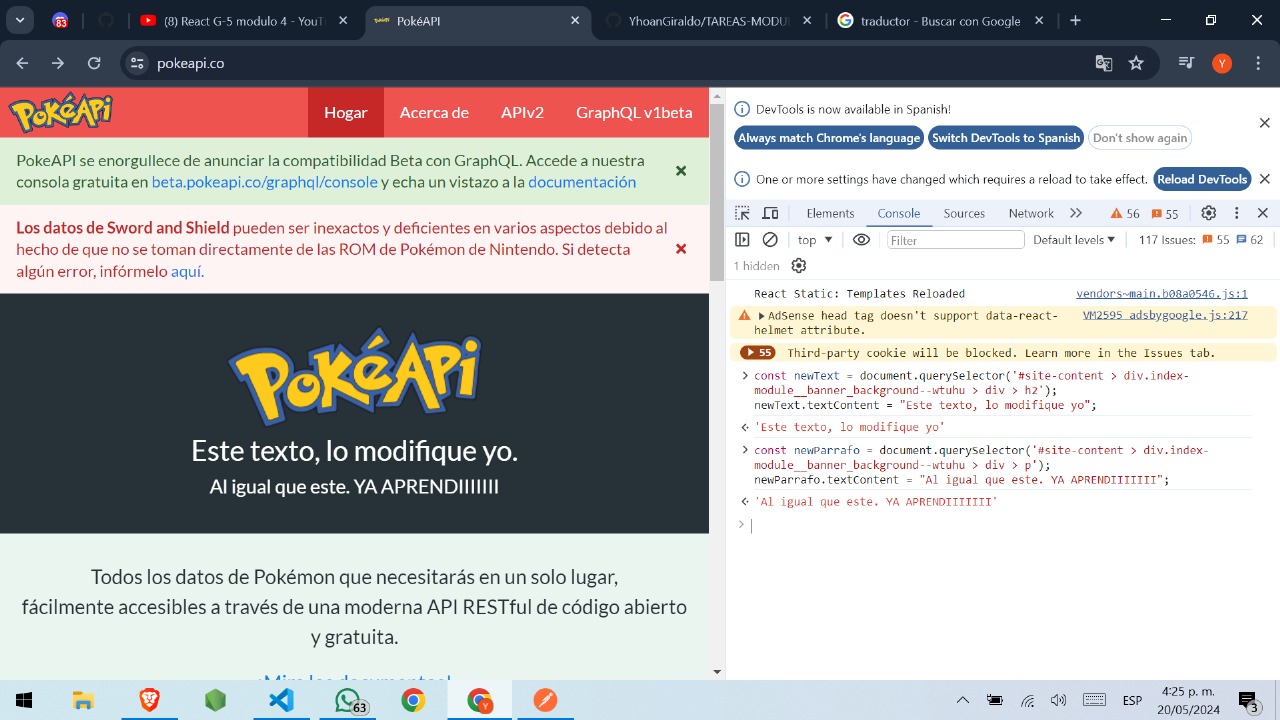 83
(8) React G-5 modulo 4 - YouT
PokéAPI
YhoanGiraldo/TAREAS-MODUL
traductor - Buscar con Google
pokeapi.co
Y
PokéApi
Hogar
Acerca de
APIv2
GraphQL v1beta
PokeAPI se enorgullece de anunciar la compatibilidad Beta con GraphQL. Accede a nuestra
consola gratuita en beta.pokeapi.co/graphql/console y echa un vistazo a la documentación
Los datos de Sword and Shield pueden ser inexactos y deficientes en varios aspectos debido al
hecho de que no se toman directamente de las ROM de Pokémon de Nintendo. Si detecta
algún error, infórmelo aquí.
PokéApi
Este texto, lo modifique yo.
Al igual que este. YA APRENDIIIIIII
Todos los datos de Pokémon que necesitarás en un solo lugar,
fácilmente accesibles a través de una moderna API RESTful de código abierto
y gratuita.
¡Mira los documentos!
DevTools is now available in Spanish!
Always match Chrome's language
Switch DevTools to Spanish
Don't show again
One or more settings have changed which requires a reload to take effect.
Reload DevTools
Elements
Console
Sources
Network
56
55
top
Filter
Default levels
117 Issues:
55
62
1 hidden
React Static: Templates Reloaded
vendors~main.b08a0546.js:1
AdSense head tag doesn't support data-react-
VM2595 adsbygoogle.js:217
helmet attribute.
55
Third-party cookie will be blocked. Learn more in the Issues tab.
const newText = document.querySelector('#site-content > div.index-
module__banner_background--wtuhu > div > h2');
newText.textContent = "Este texto, lo modifique yo";
'Este texto, lo modifique yo'
const newParrafo = document.querySelector('#site-content > div.index-
module__banner_background--wtuhu > div > p');
newParrafo.textContent = "Al igual que este. YA APRENDIIIIIII";
'Al igual que este. YA APRENDIIIIIII'
63
Y
ESP
4:25 p. m.
20/05/2024
3